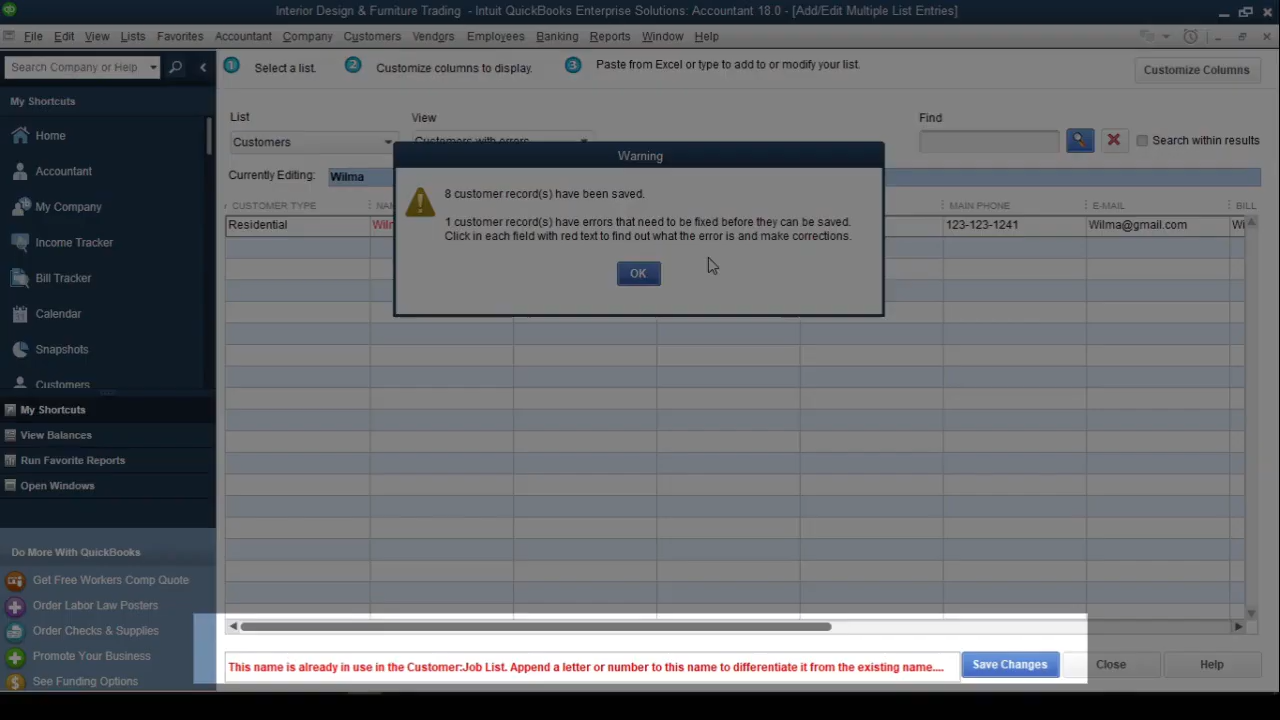 Interior Design & Furniture Trading - Intuit QuickBooks Enterprise Solutions: Accountant 18.0 - [Add/Edit Multiple List Entries]
File Edit View Lists Favorites Accountant Company Customers Vendors Employees Banking Reports Window Help
Search Company or Help
1 Select a list. 2 Customize columns to display. 3 Paste from Excel or type to add to or modify your list.
Customize Columns
My Shortcuts
Home
Accountant
My Company
Income Tracker
Bill Tracker
Calendar
Snapshots
Customers
My Shortcuts
View Balances
Run Favorite Reports
Open Windows
Do More With QuickBooks
Get Free Workers Comp Quote
Order Labor Law Posters
Order Checks & Supplies
Promote Your Business
See Funding Options
List View Find
Customers Customers with errors Search within results
Currently Editing: Wilma
CUSTOMER TYPE MAIN PHONE E-MAIL BILL
Residential 123-123-1241 Wilma@gmail.com
Warning
8 customer record(s) have been saved.
1 customer record(s) have errors that need to be fixed before they can be saved.
Click in each field with red text to find out what the error is and make corrections.
OK
This name is already in use in the Customer:Job List. Append a letter or number to this name to differentiate it from the existing name....
Save Changes Close Help